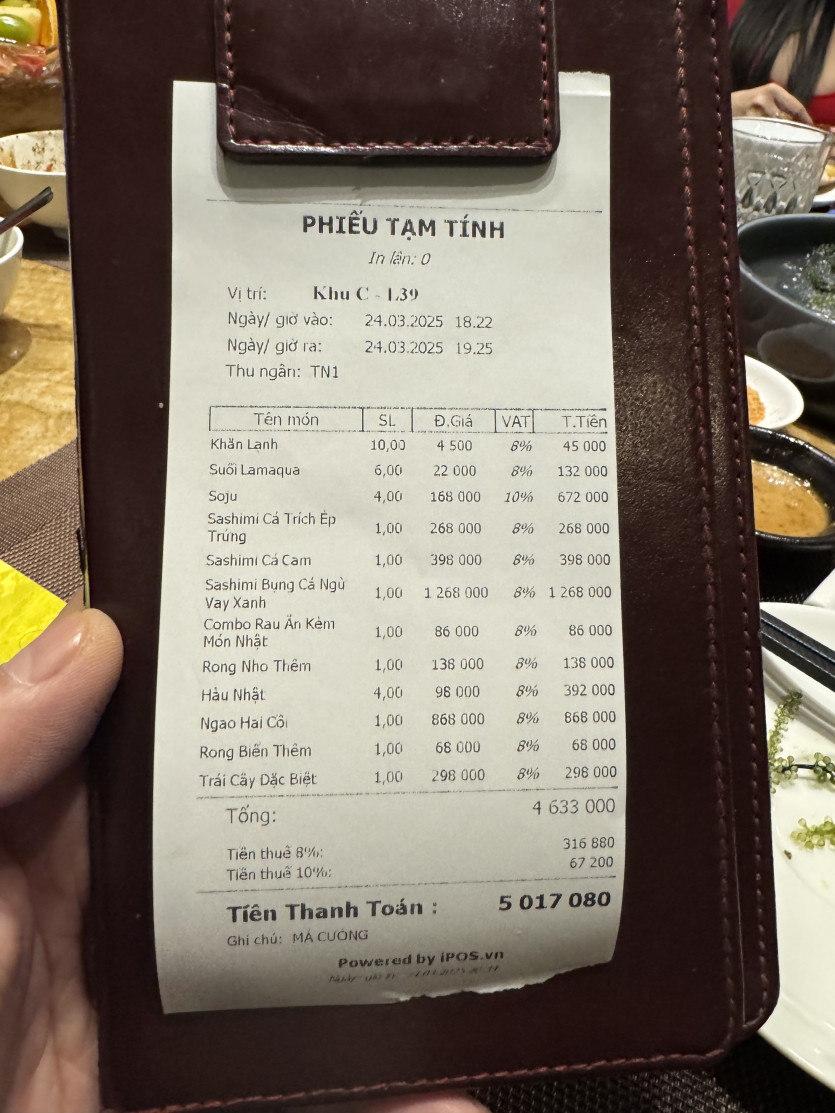 PHIẾU TẠM TÍNH
In lần: 0
Vị trí: Khu C - L39
Ngày/ giờ vào: 24.03.2025 18.22
Ngày/ giờ ra: 24.03.2025 19.25
Thu ngân: TN1
Tên món SL Đ.Giá VAT T.Tiền
Khăn Lạnh 10,00 4 500 8% 45 000
Suối Lamaqua 6,00 22 000 8% 132 000
Soju 4,00 168 000 10% 672 000
Sashimi Cá Trích Ép
Trứng 1,00 268 000 8% 268 000
Sashimi Cá Cam 1,00 398 000 8% 398 000
Sashimi Bụng Cá Ngừ
Vay Xanh 1,00 1 268 000 8% 1 268 000
Combo Rau Ăn Kèm
Món Nhật 1,00 86 000 8% 86 000
Rong Nho Thêm 1,00 138 000 8% 138 000
Hàu Nhật 4,00 98 000 8% 392 000
Ngao Hai Cồi 1,00 868 000 8% 868 000
Rong Biển Thêm 1,00 68 000 8% 68 000
Trái Cây Đặc Biệt 1,00 298 000 8% 298 000
Tổng: 4 633 000
Tiền thuế 8%: 316 880
Tiền thuế 10%: 67 200
Tiền Thanh Toán : 5 017 080
Ghi chú: MÁ CƯỜNG
Powered by iPOS.vn